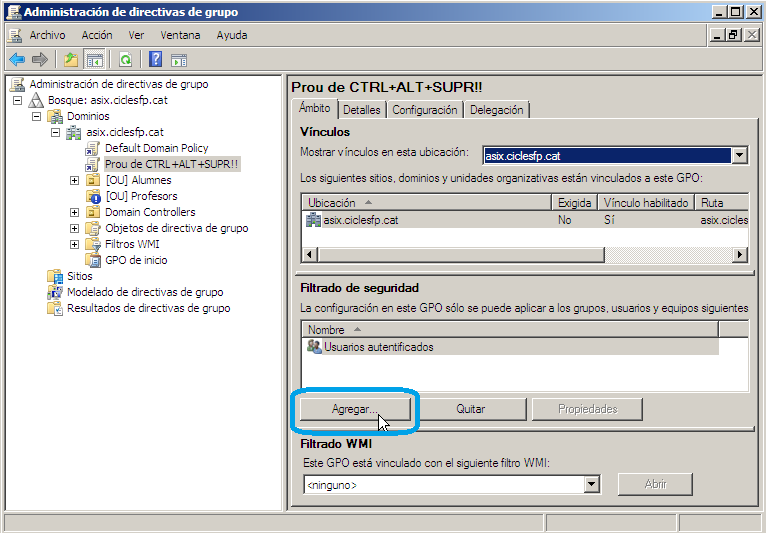 Administración de directivas de grupo
Archivo Acción Ver Ventana Ayuda
Administración de directivas de grupo
Bosque: asix.ciclesfp.cat
Dominios
asix.ciclesfp.cat
Default Domain Policy
Prou de CTRL+ALT+SUPR!!
[OU] Alumnes
[OU] Profesors
Domain Controllers
Objetos de directiva de grupo
Filtros WMI
GPO de inicio
Sitios
Modelado de directivas de grupo
Resultados de directivas de grupo
Prou de CTRL+ALT+SUPR!!
Ámbito Detalles Configuración Delegación
Vínculos
Mostrar vínculos en esta ubicación: asix.ciclesfp.cat
Los siguientes sitios, dominios y unidades organizativas están vinculados a este GPO:
Ubicación Exigida Vínculo habilitado Ruta
asix.ciclesfp.cat No Sí asix.cicles
Filtrado de seguridad
La configuración en este GPO sólo se puede aplicar a los grupos, usuarios y equipos siguientes
Nombre
Usuarios autentificados
Agregar... Quitar Propiedades
Filtrado WMI
Este GPO está vinculado con el siguiente filtro WMI:
<ninguno> Abrir